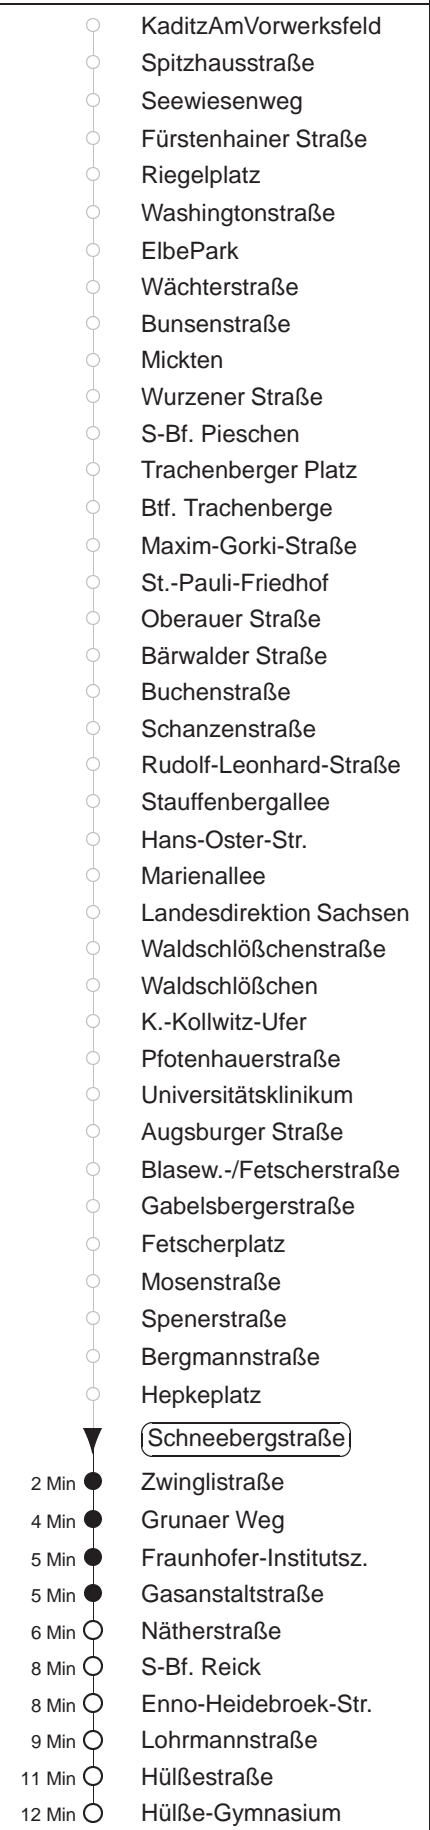 KaditzAmVorwerksfeld
Spitzhausstraße
Seewiesenweg
Fürstenhainer Straße
Riegelplatz
Washingtonstraße
ElbePark
Wächterstraße
Bunsenstraße
Mickten
Wurzener Straße
S-Bf. Pieschen
Trachenberger Platz
Btf. Trachenberge
Maxim-Gorki-Straße
St.-Pauli-Friedhof
Oberauer Straße
Bärwalder Straße
Buchenstraße
Schanzenstraße
Rudolf-Leonhard-Straße
Stauffenbergallee
Hans-Oster-Str.
Marienallee
Landesdirektion Sachsen
Waldschlößchenstraße
Waldschlößchen
K.-Kollwitz-Ufer
Pfotenhauerstraße
Universitätsklinikum
Augsburger Straße
Blasew.-/Fetscherstraße
Gabelsbergerstraße
Fetscherplatz
Mosenstraße
Spenerstraße
Bergmannstraße
Hepkeplatz
Schneebergstraße
2 Min Zwinglistraße
4 Min Grunaer Weg
5 Min Fraunhofer-Institutsz.
5 Min Gasanstaltstraße
6 Min Nätherstraße
8 Min S-Bf. Reick
8 Min Enno-Heidebroek-Str.
9 Min Lohrmannstraße
11 Min Hülßestraße
12 Min Hülße-Gymnasium